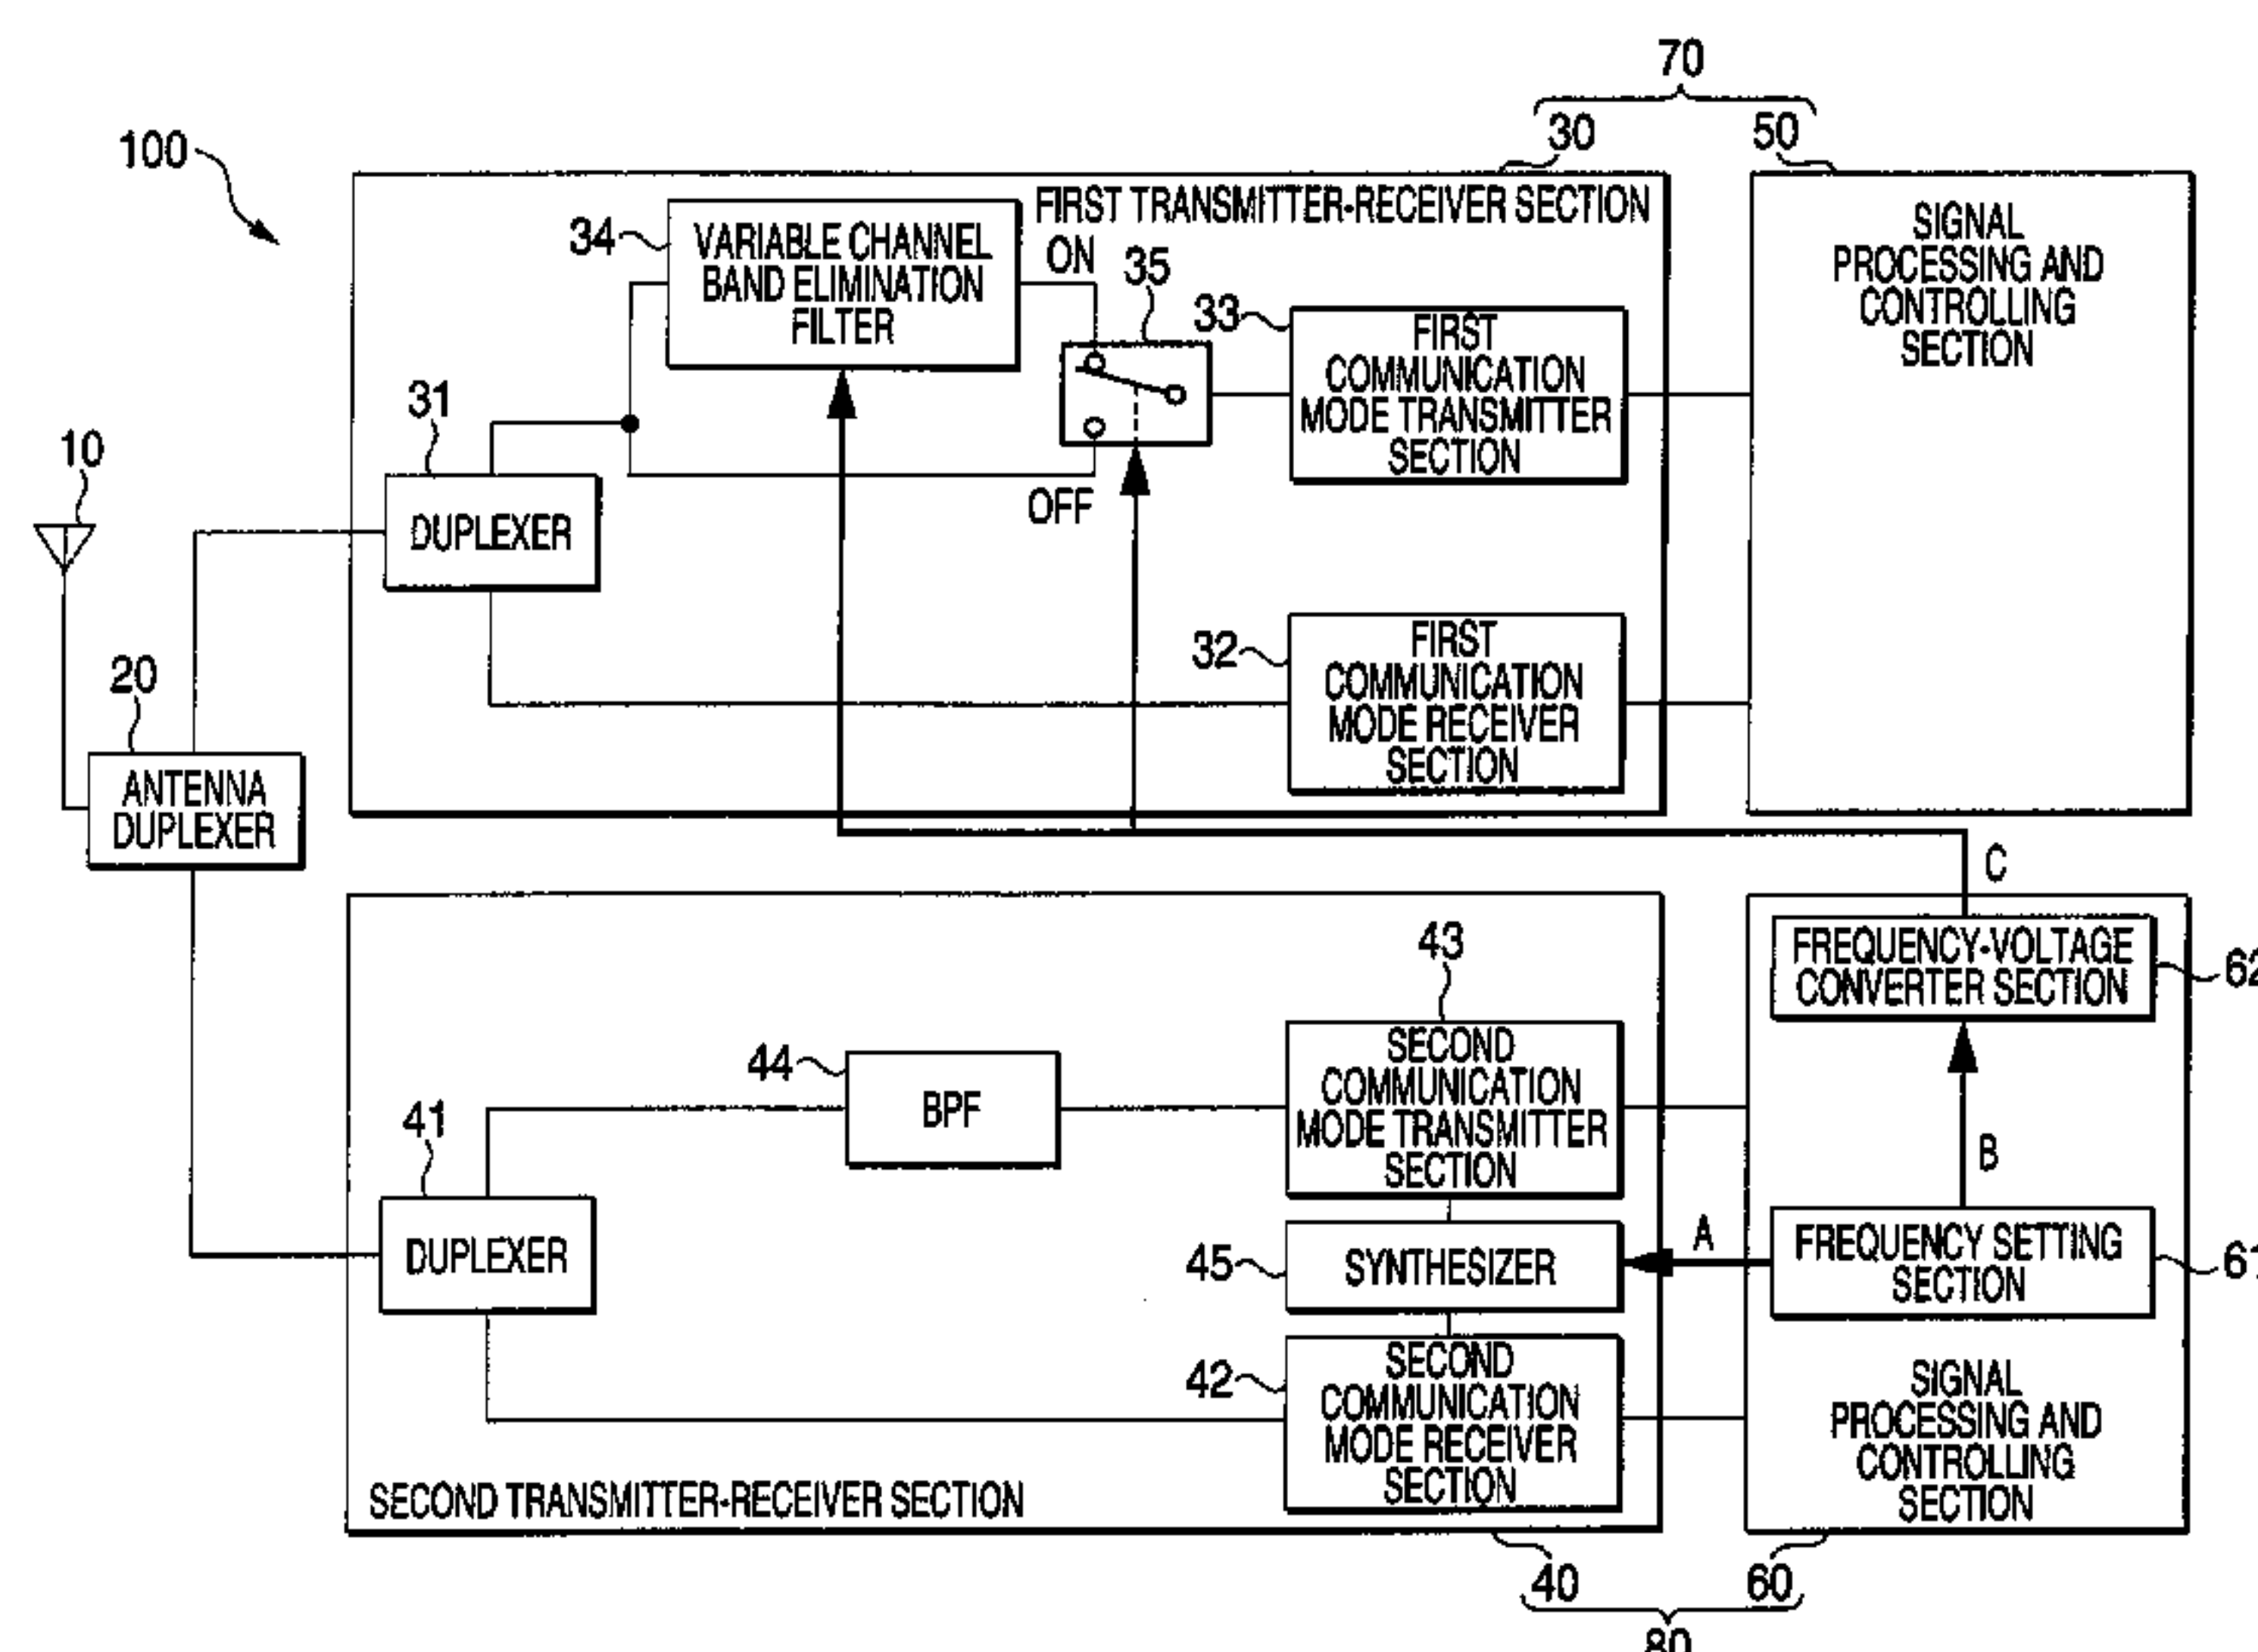 70
30
50
100
FIRST TRANSMITTER-RECEIVER SECTION
34
VARIABLE CHANNEL
BAND ELIMINATION
FILTER
ON
35
33
FIRST
COMMUNICATION
MODE TRANSMITTER
SECTION
SIGNAL
PROCESSING AND
CONTROLLING
SECTION
31
DUPLEXER
OFF
10
32
FIRST
COMMUNICATION
MODE RECEIVER
SECTION
20
ANTENNA
DUPLEXER
C
43
FREQUENCY-VOLTAGE
CONVERTER SECTION
62
44
BPF
SECOND
COMMUNICATION
MODE TRANSMITTER
SECTION
B
41
DUPLEXER
45
SYNTHESIZER
A
FREQUENCY SETTING
SECTION
61
42
SECOND
COMMUNICATION
MODE RECEIVER
SECTION
SIGNAL
PROCESSING AND
CONTROLLING
SECTION
SECOND TRANSMITTER-RECEIVER SECTION
40
60
80